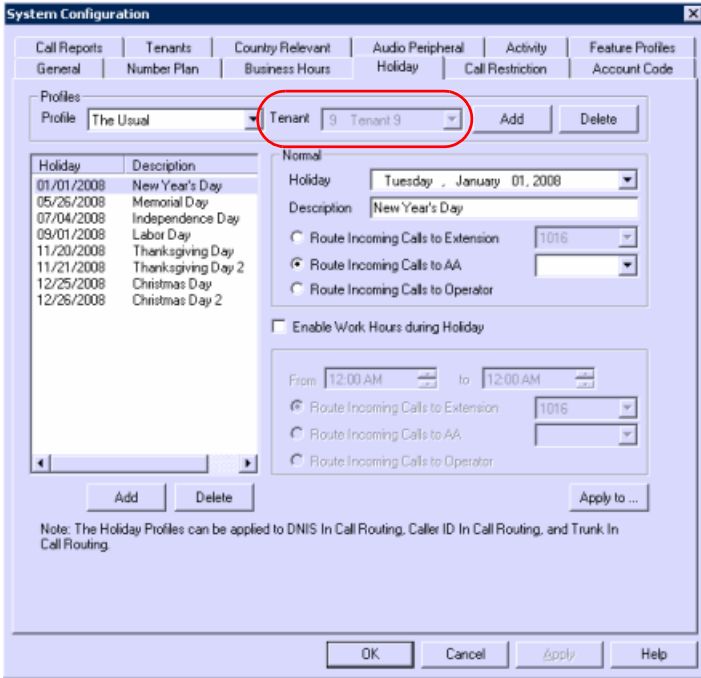 System Configuration
Call Reports Tenants Country Relevant Audio Peripheral Activity Feature Profiles
General Number Plan Business Hours Holiday Call Restriction Account Code
Profiles
Profile The Usual Tenant 9 Tenant 9 Add Delete
Holiday Description
01/01/2008 New Year's Day
05/26/2008 Memorial Day
07/04/2008 Independence Day
09/01/2008 Labor Day
11/20/2008 Thanksgiving Day
11/21/2008 Thanksgiving Day 2
12/25/2008 Christmas Day
12/26/2008 Christmas Day 2
Normal
Holiday Tuesday , January 01, 2008
Description New Year's Day
Route Incoming Calls to Extension 1016
Route Incoming Calls to AA
Route Incoming Calls to Operator
Enable Work Hours during Holiday
From 12:00 AM to 12:00 AM
Route Incoming Calls to Extension 1016
Route Incoming Calls to AA
Route Incoming Calls to Operator
Add Delete Apply to ...
Note: The Holiday Profiles can be applied to DNIS In Call Routing, Caller ID In Call Routing, and Trunk In
Call Routing.
OK Cancel Apply Help